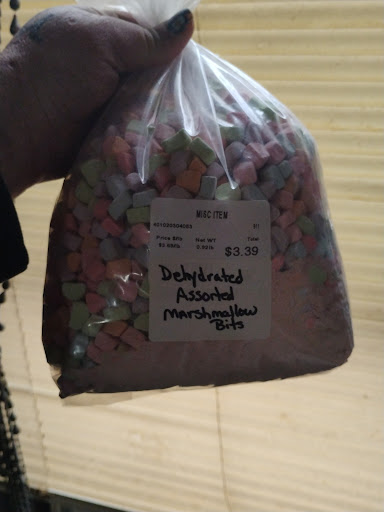 MISC ITEM
Price $/lb Net WT Total
$3.39
Dehydrated
Assorted
Marshmallow
Bits